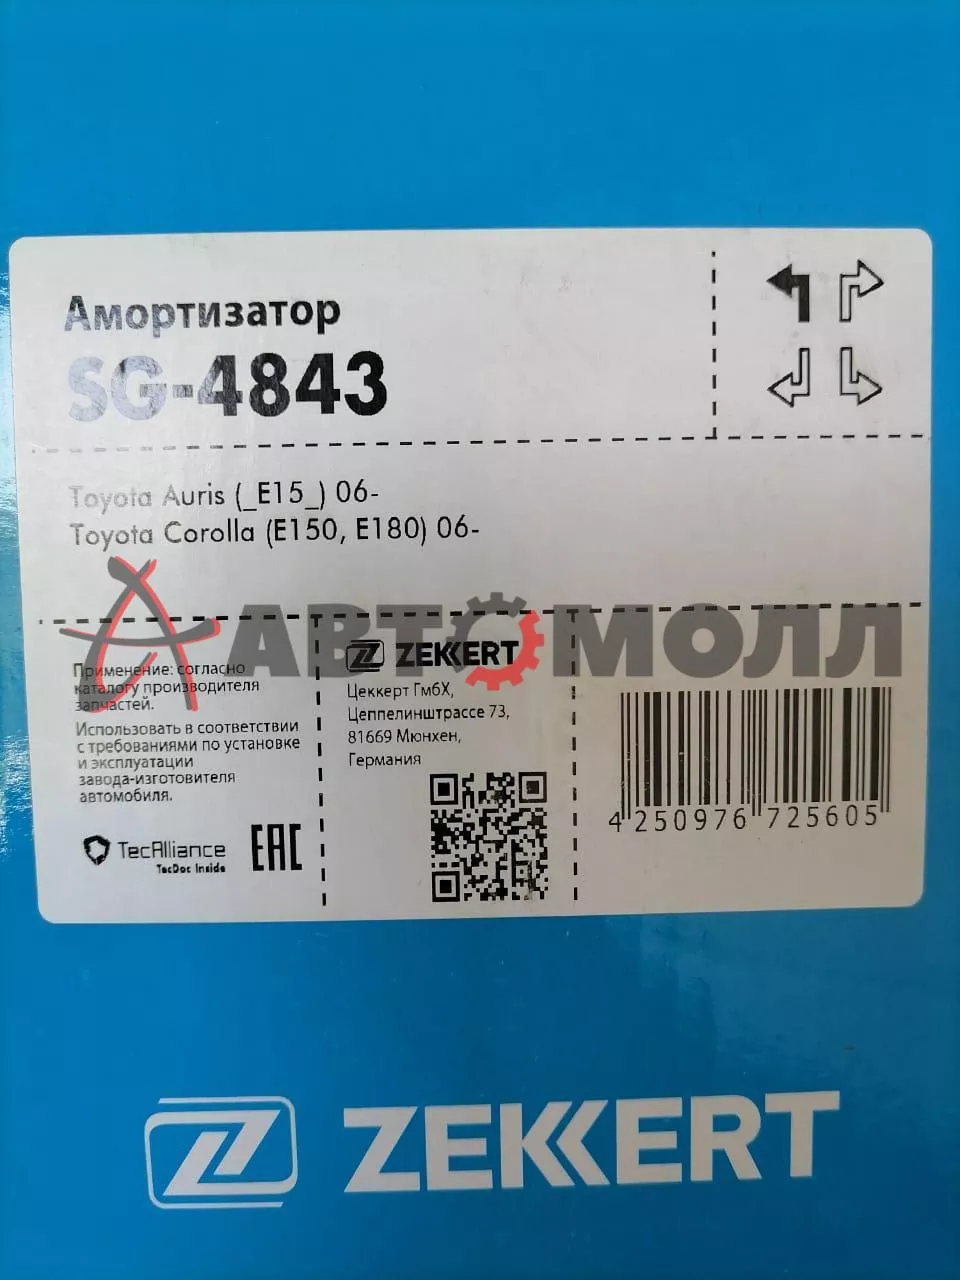 Амортизатор
SG-4843
Toyota Auris (_E15_) 06-
Toyota Corolla (E150, E180) 06-
АВТОМОЛЛ
Применение: согласно
каталогу производителя
запчастей.
Использовать в соответствии
с требованиями по установке
и эксплуатации
завода-изготовителя
автомобиля.
TecAlliance
TecDoc Inside
EAC
ZEKKERT
Цеккерт ГмбХ,
Цеппелинштрассе 73,
81669 Мюнхен,
Германия
4 250976 725605
ZEKKERT